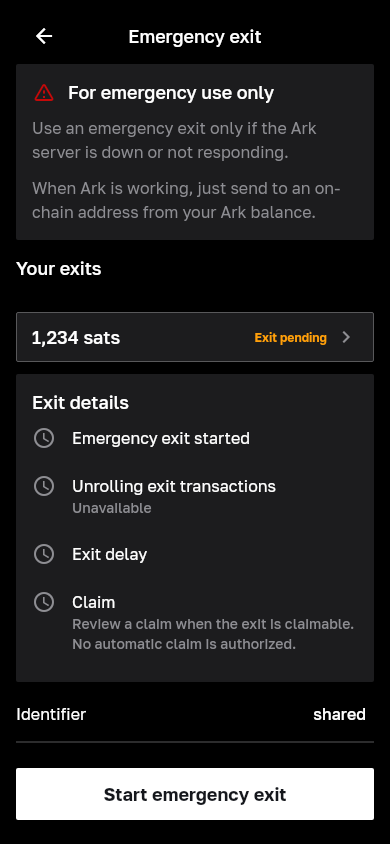 Emergency exit
For emergency use only
Use an emergency exit only if the Ark
server is down or not responding.
When Ark is working, just send to an on-
chain address from your Ark balance.
Your exits
1,234 sats
Exit pending
Exit details
Emergency exit started
Unrolling exit transactions
Unavailable
Exit delay
Claim
Review a claim when the exit is claimable.
No automatic claim is authorized.
Identifier
shared
Start emergency exit